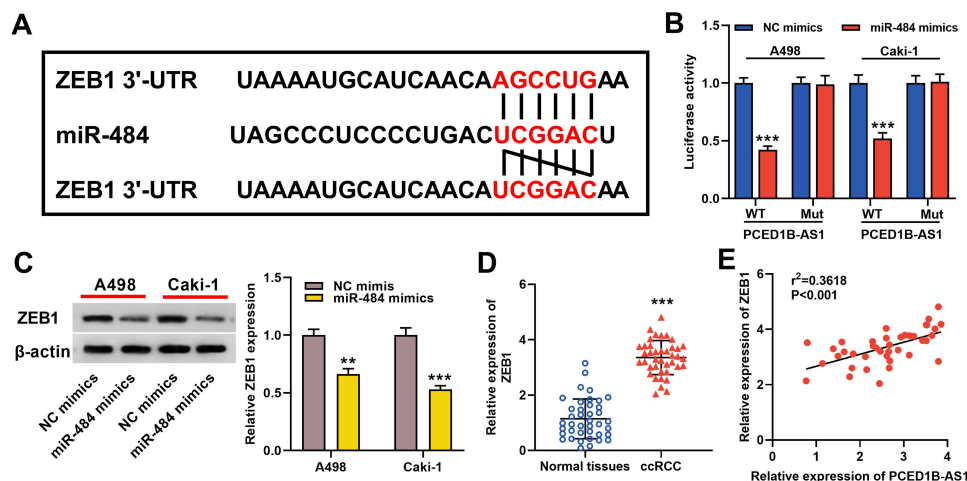 A
ZEB1 3'-UTR UAAAAUGCAUCAACAAGCCUGAA
miR-484 UAGCCCUCCCCUGACUCGGACU
ZEB1 3'-UTR UAAAAUGCAUCAACAUCGGACAA
B
NC mimics miR-484 mimics
A498 Caki-1
Luciferase activity
1.5
1.0
0.5
0.0
*** ***
WT Mut WT Mut
PCED1B-AS1 PCED1B-AS1
C
A498 Caki-1
ZEB1
β-actin
NC mimics
miR-484 mimics
NC mimics
miR-484 mimics
NC mimis
miR-484 mimics
Relative ZEB1 expression
1.5
1.0
0.5
0.0
** ***
A498 Caki-1
D
Relative expression of
ZEB1
6
4
2
0
***
Normal tissues ccRCC
E
r²=0.3618
P<0.001
Relative expression of ZEB1
6
4
2
0
0 1 2 3 4
Relative expression of PCED1B-AS1